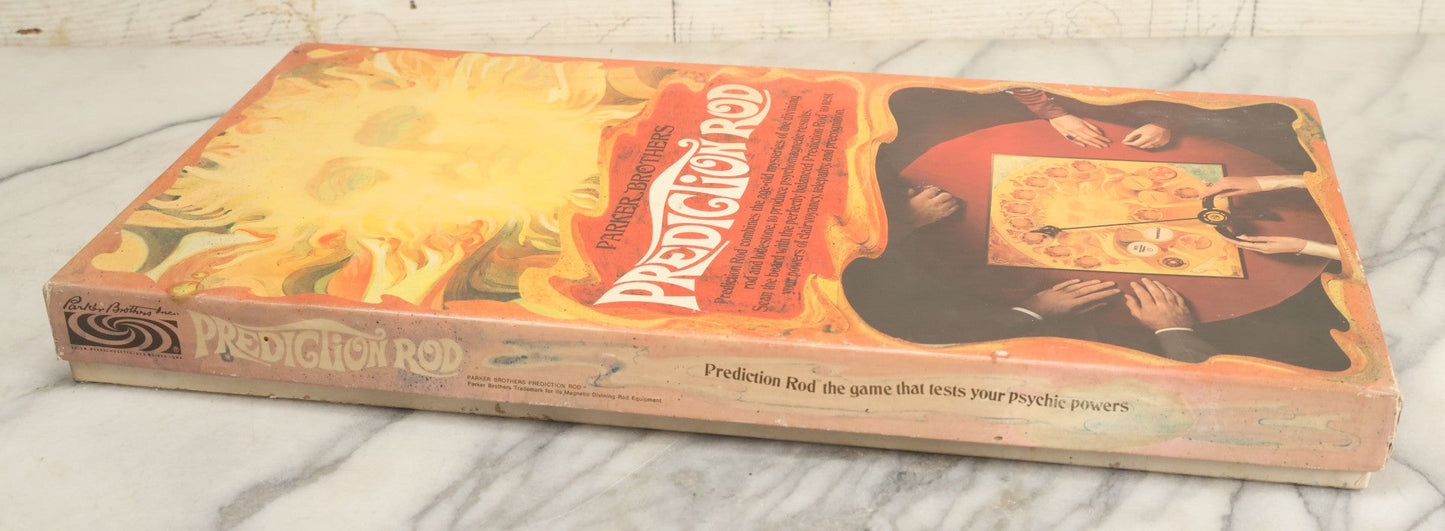 PARKER BROTHERS
PREDICTION ROD
Prediction Rod combines the age-old mysteries of the divining
rod and lodestone, to produce psychomagnetic results.
Scan the board with the perfectly balanced Prediction Rod to test
your powers of clairvoyancy, telepathy and precognition.
Parker Brothers Inc.
PREDICTION ROD
PARKER BROTHERS PREDICTION ROD
Parker Brothers Trademark for its Magnetic Divining Rod Equipment
Prediction Rod the game that tests your psychic powers